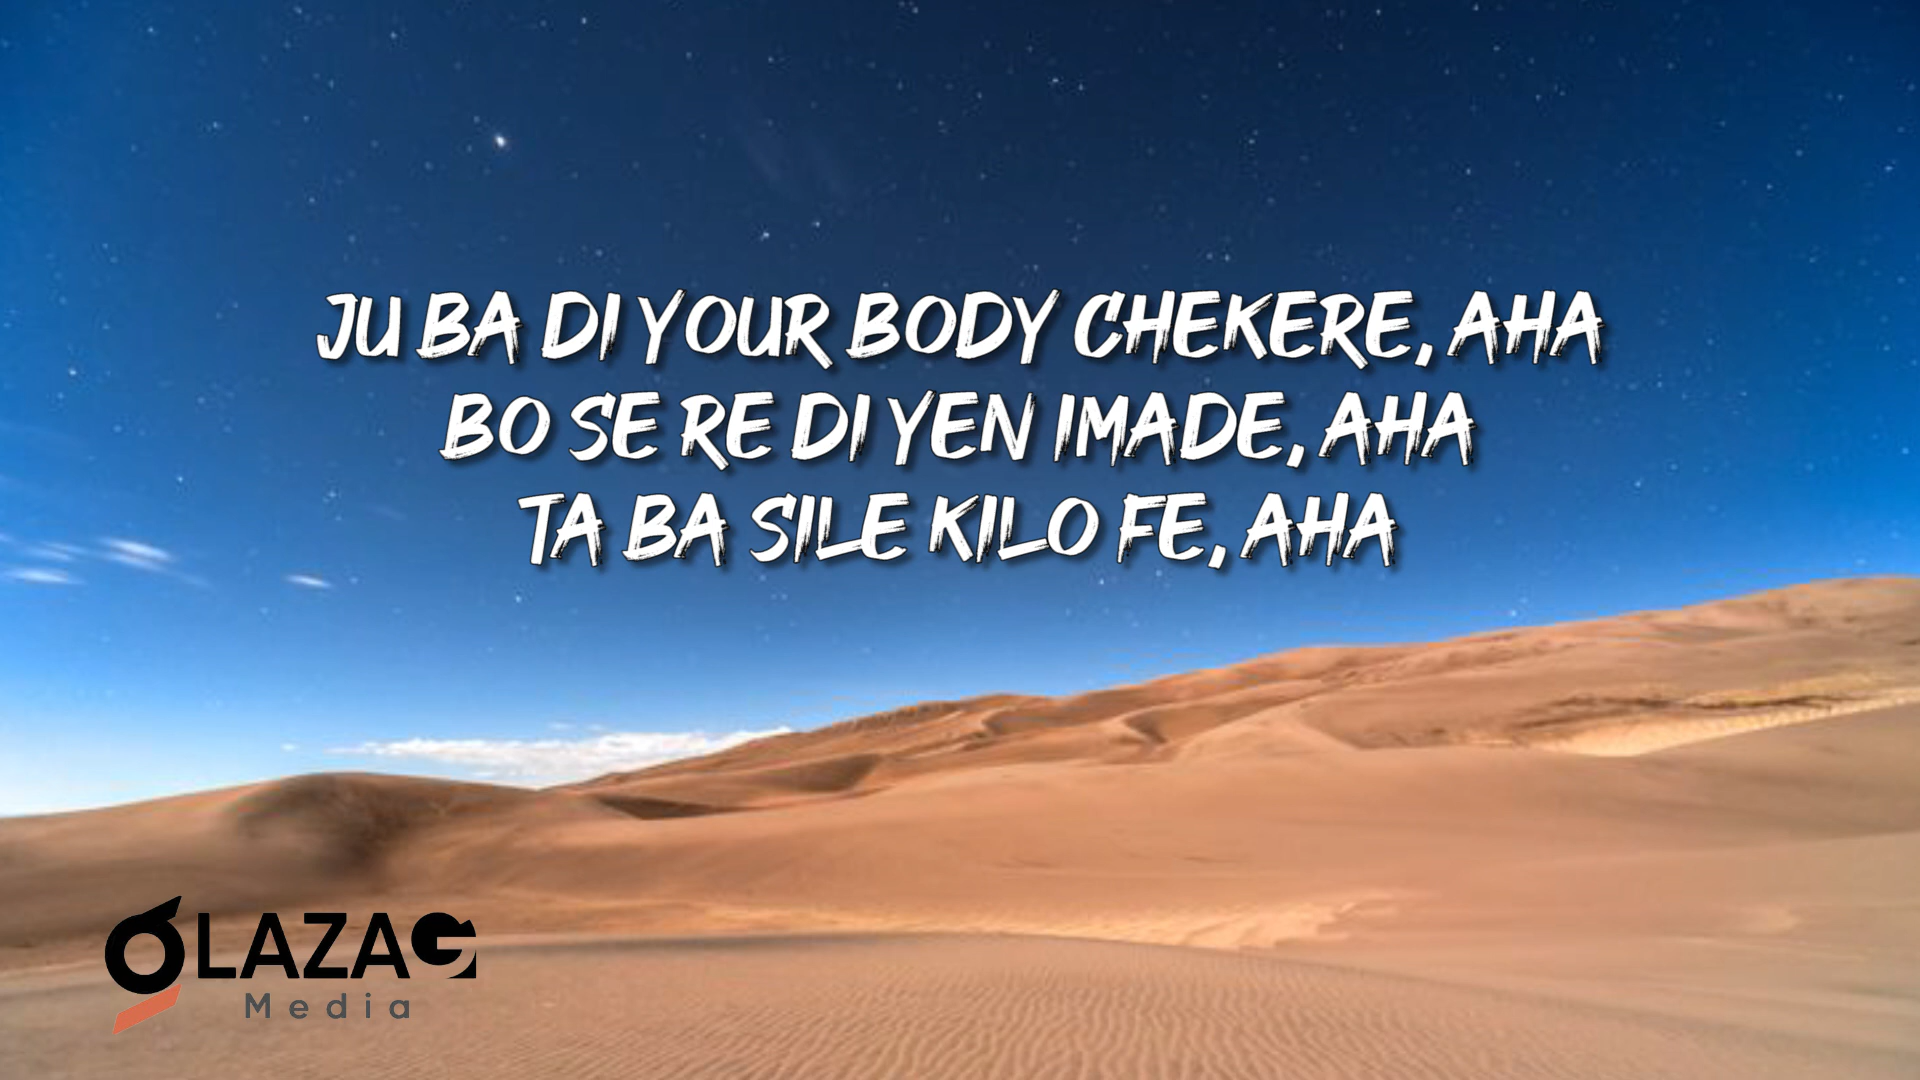 JU BA DI YOUR BODY CHEKERE, AHA
BO SE RE DI YEN IMADE, AHA
TA BA SILE KILO FE, AHA
OLAZAG
Media